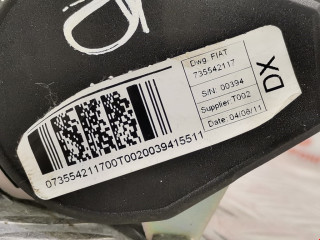 Dwg. FIAT
735542117
S/N: 00394
Supplier.T002
Date: 04/08/11
DX
073554211700T0020039415511